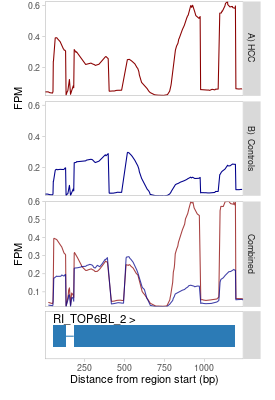 0.6
0.4
0.2
A) HCC
FPM
0.6
0.4
0.2
B) Controls
0.6
0.5
0.4
0.3
0.2
0.1
FPM
Combined
RI_TOP6BL_2 >
250 500 750 1000
Distance from region start (bp)